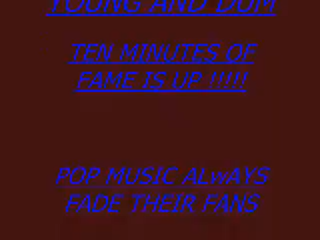 YOUNG AND DUM
TEN MINUTES OF
FAME IS UP !!!!!
POP MUSIC ALwAYS
FADE THEIR FANS